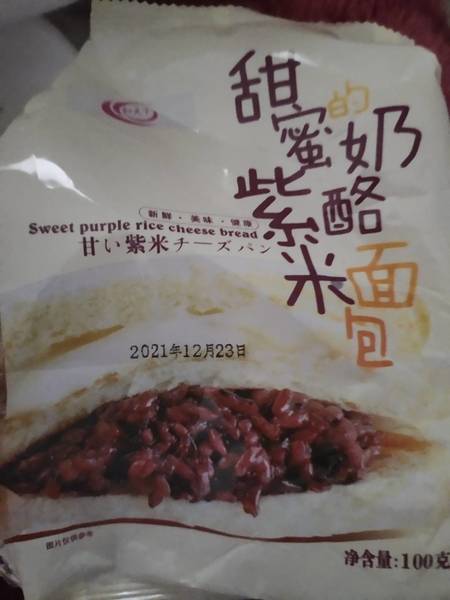 甜蜜的
紫米
奶酪
面包
新鲜·美味·健康
Sweet purple rice cheese bread
甘い紫米チーズパン
2021年12月23日
图片仅供参考
净含量:100克